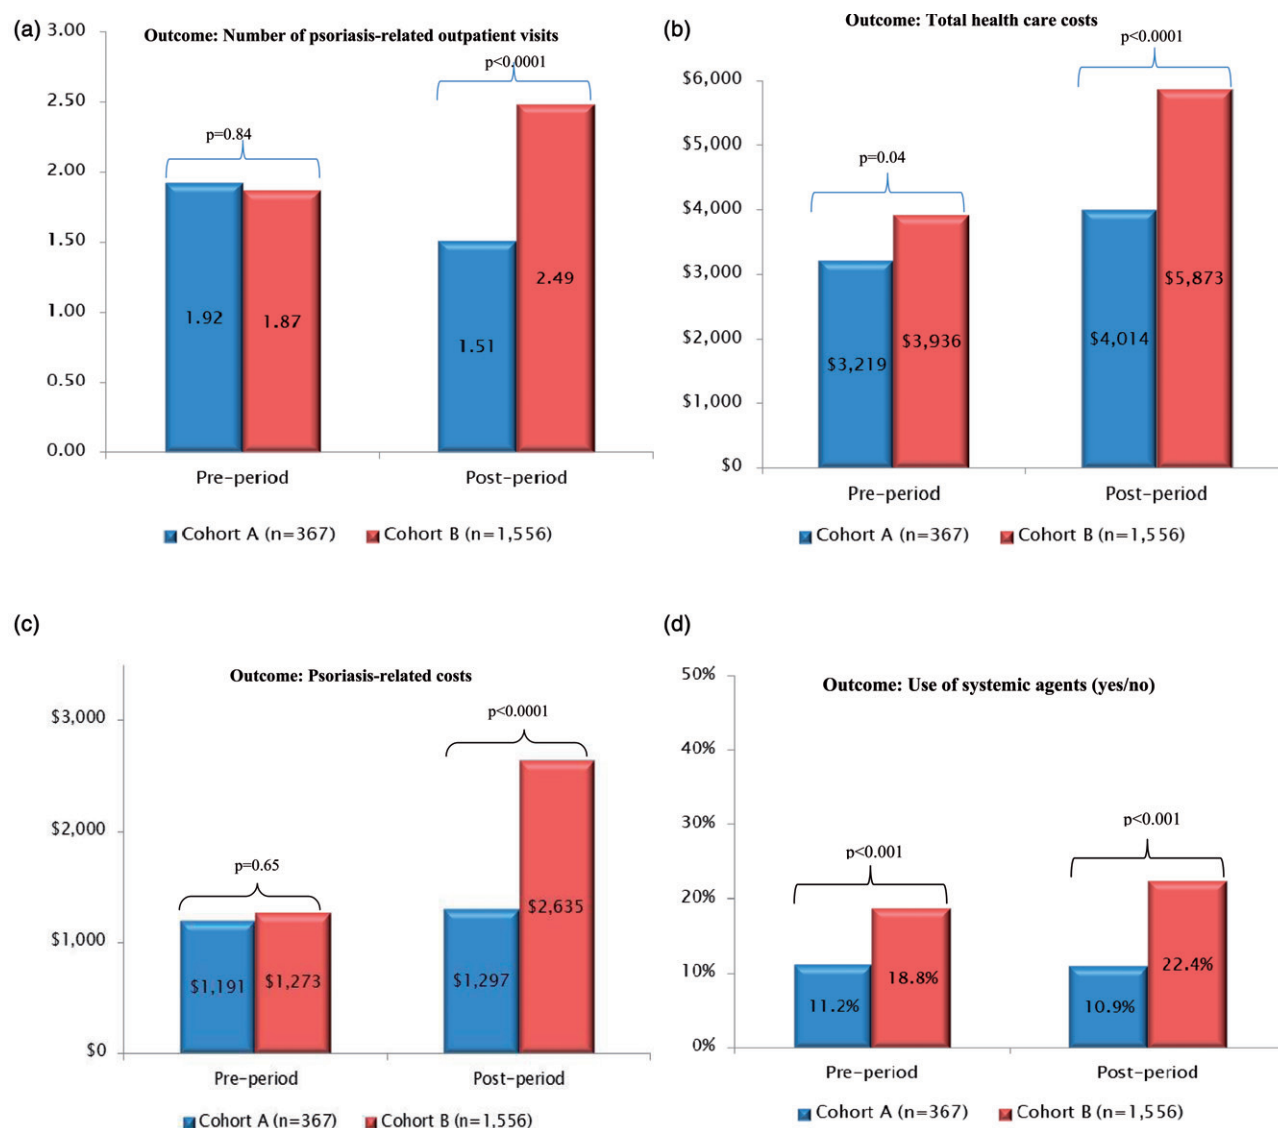 (a)
Outcome: Number of psoriasis-related outpatient visits
3.00
2.50
2.00
1.50
1.00
0.50
0.00
p=0.84
p<0.0001
1.92
1.87
1.51
2.49
Pre-period
Post-period
Cohort A (n=367)
Cohort B (n=1,556)
(b)
Outcome: Total health care costs
$6,000
$5,000
$4,000
$3,000
$2,000
$1,000
$0
p=0.04
p<0.0001
$3,219
$3,936
$4,014
$5,873
Pre-period
Post-period
Cohort A (n=367)
Cohort B (n=1,556)
(c)
Outcome: Psoriasis-related costs
$3,000
$2,000
$1,000
$0
p=0.65
p<0.0001
$1,191
$1,273
$1,297
$2,635
Pre-period
Post-period
Cohort A (n=367)
Cohort B (n=1,556)
(d)
Outcome: Use of systemic agents (yes/no)
50%
40%
30%
20%
10%
0%
p<0.001
p<0.001
11.2%
18.8%
10.9%
22.4%
Pre-period
Post-period
Cohort A (n=367)
Cohort B (n=1,556)